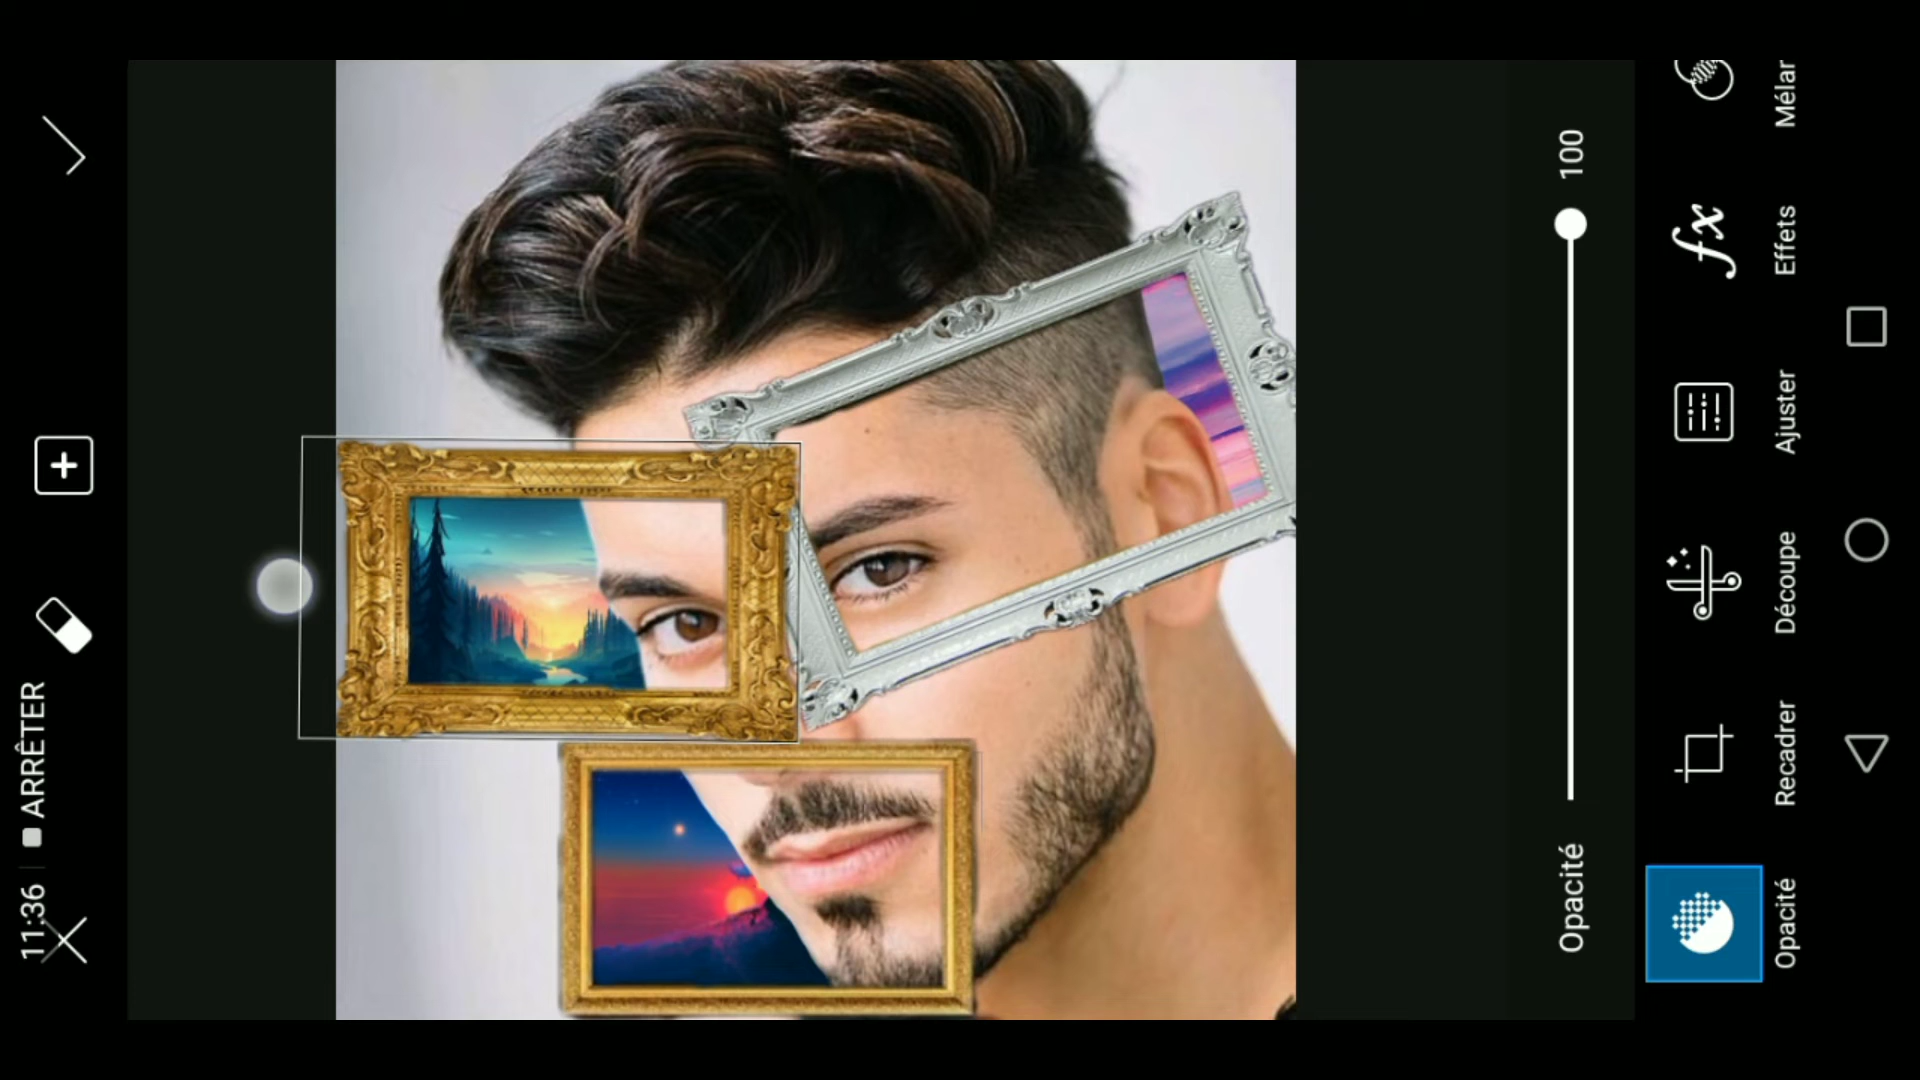 11:36
ARRÊTER
Opacité
100
Opacité
Recadrer
Découpe
Ajuster
Effets
Mélar